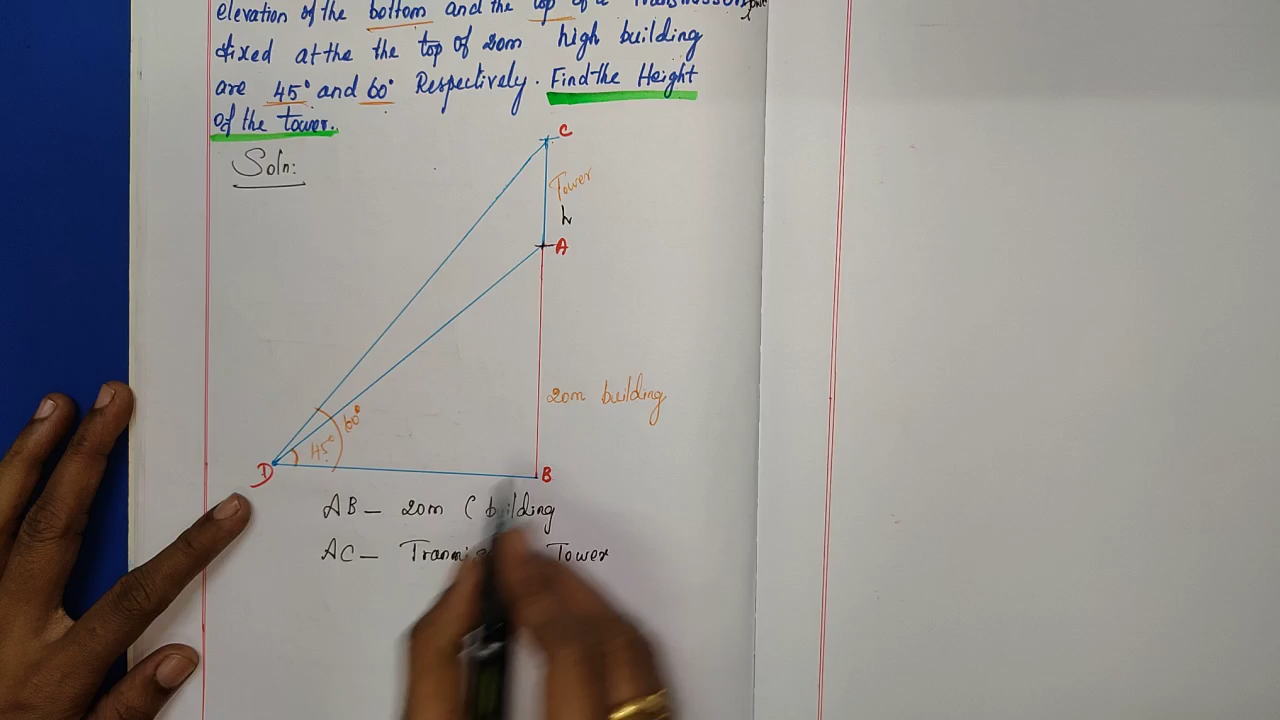 elevation of the bottom and the top of a
fixed at the the top of 20m high building
are 45° and 60° Respectively. Find the Height
of the tower.
Soln:
C
Tower
h
A
20m building
60°
45°
D
B
AB – 20m ( building
AC – Tower